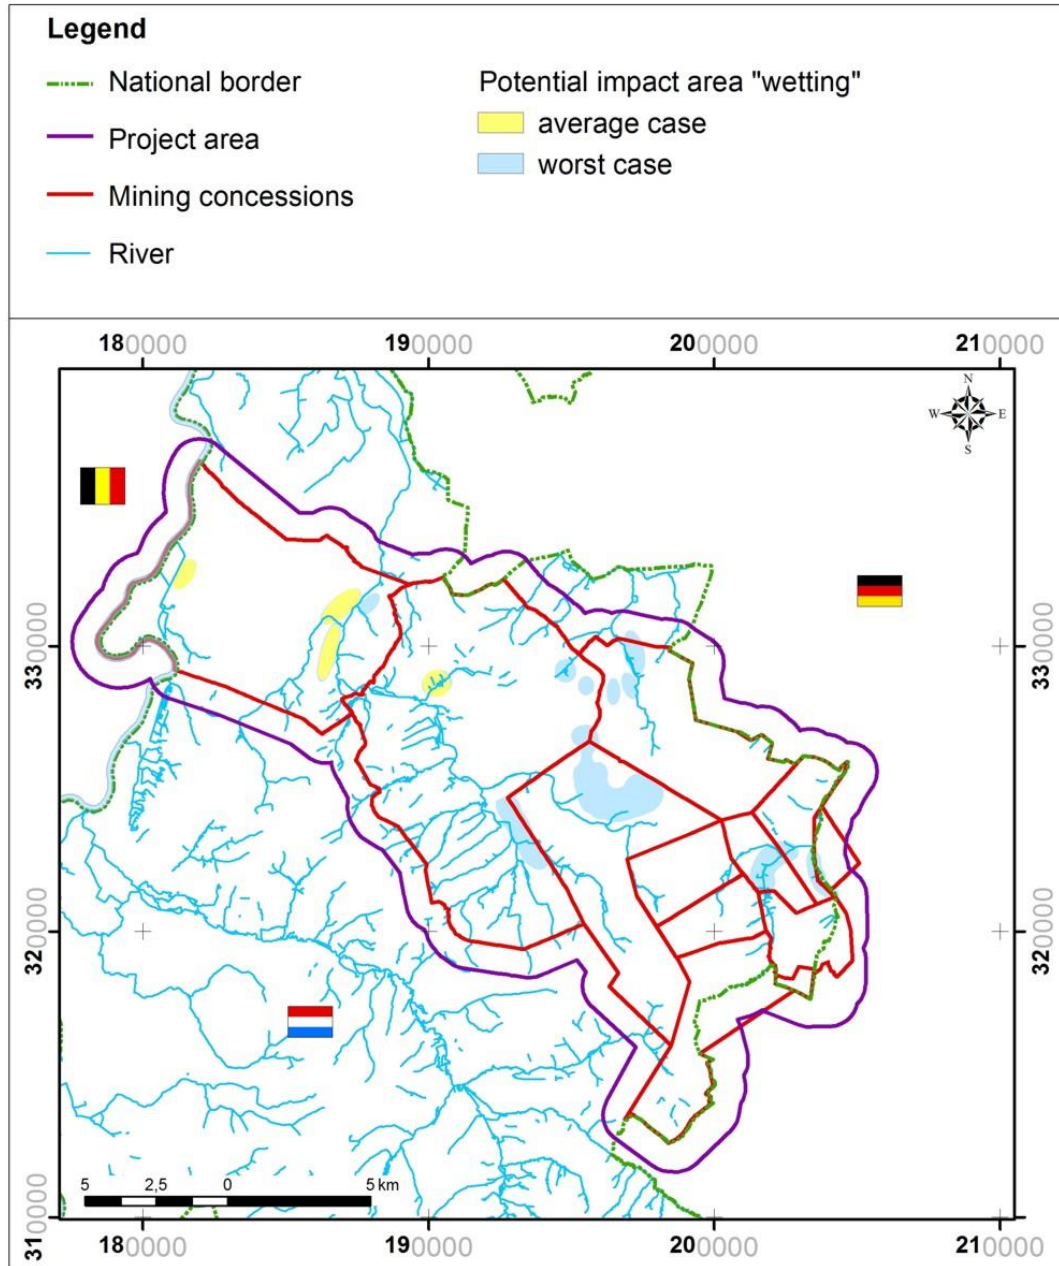 Legend
National border
Project area
Mining concessions
River
Potential impact area "wetting"
average case
worst case
180000 190000 200000 210000
N
W E
S
330000 330000
320000 320000
310000
5 2,5 0 5 km
180000 190000 200000 210000